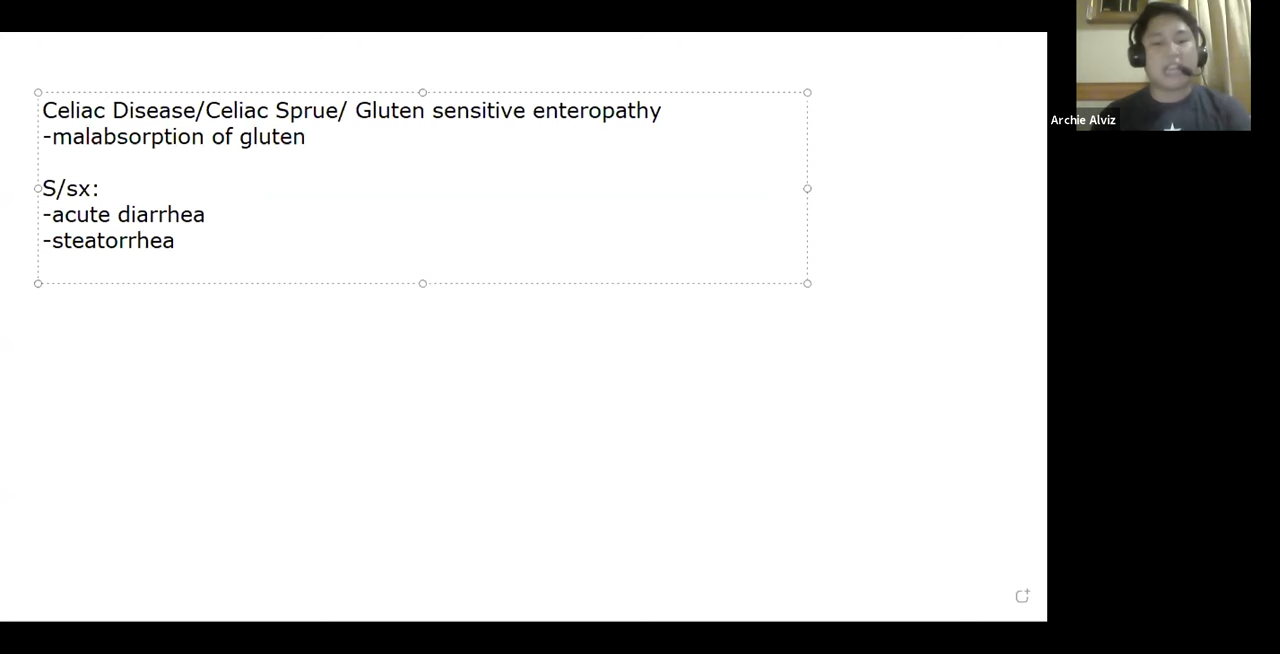 Celiac Disease/Celiac Sprue/ Gluten sensitive enteropathy
-malabsorption of gluten
S/sx:
-acute diarrhea
-steatorrhea
Archie Alviz